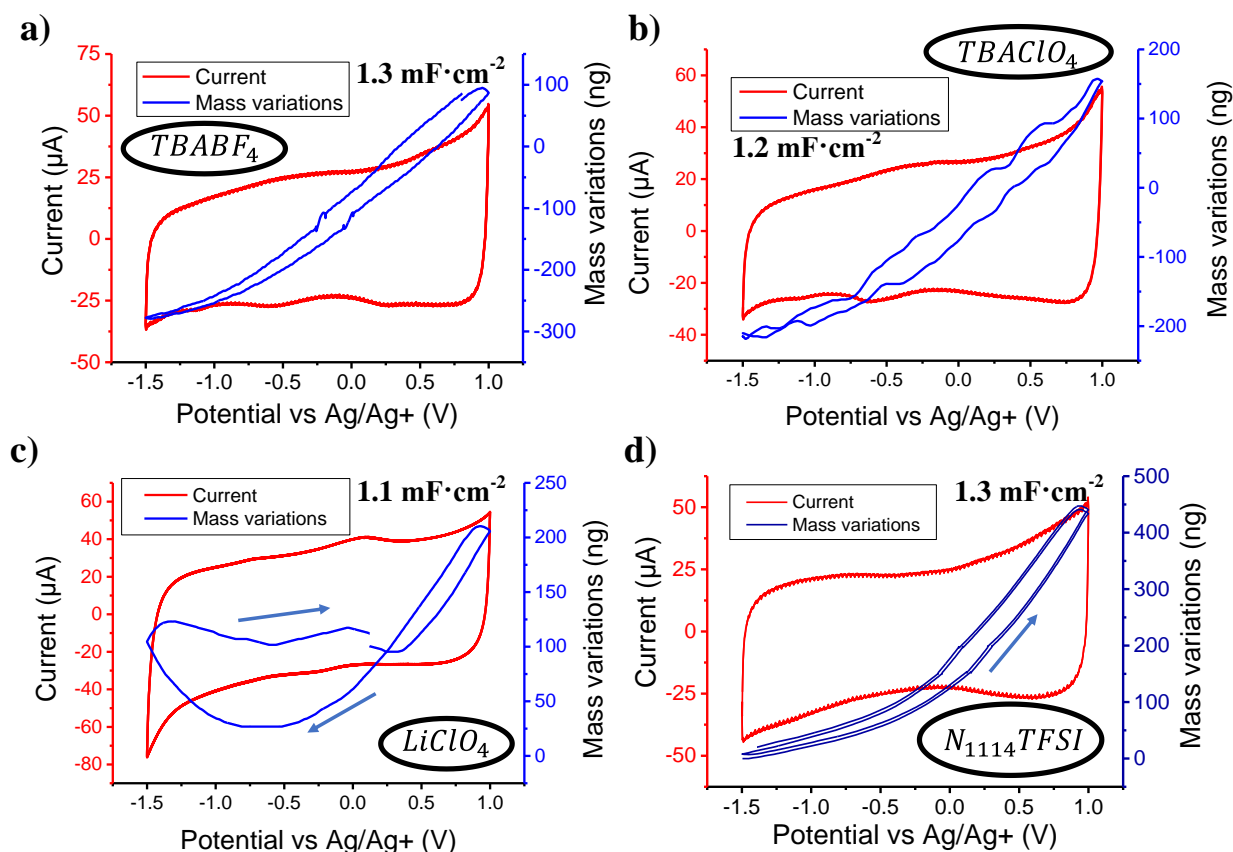 a)
75
50
25
0
-25
-50
Current (µA)
Current
Mass variations
1.3 mF·cm-2
TBABF4
100
0
-100
-200
-300
Mass variations (ng)
-1.5 -1.0 -0.5 0.0 0.5 1.0
Potential vs Ag/Ag+ (V)
b)
60
40
20
0
-20
-40
Current (µA)
TBAClO4
Current
Mass variations
1.2 mF·cm-2
200
100
0
-100
-200
Mass variations (ng)
-1.5 -1.0 -0.5 0.0 0.5 1.0
Potential vs Ag/Ag+ (V)
c)
60
40
20
0
-20
-40
-60
-80
Current (µA)
Current
Mass variations
1.1 mF·cm-2
LiClO4
250
200
150
100
50
0
Mass variations (ng)
-1.5 -1.0 -0.5 0.0 0.5 1.0
Potential vs Ag/Ag+ (V)
d)
50
25
0
-25
-50
Current (µA)
Current
Mass variations
1.3 mF·cm-2
N1114TFSI
500
400
300
200
100
0
Mass variations (ng)
-1.5 -1.0 -0.5 0.0 0.5 1.0
Potential vs Ag/Ag+ (V)